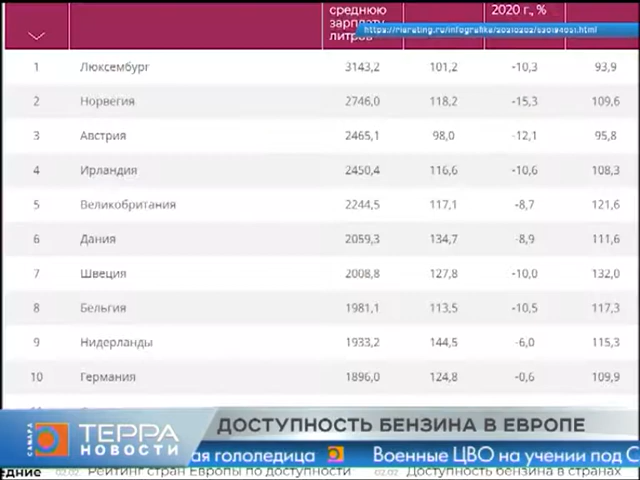 среднюю
зарплату,
литров
2020 г., %
1 Люксембург 3143,2 101,2 -10,3 93,9
2 Норвегия 2746,0 118,2 -15,3 109,6
3 Австрия 2465,1 98,0 -12,1 95,8
4 Ирландия 2450,4 116,6 -10,6 108,3
5 Великобритания 2244,5 117,1 -8,7 121,6
6 Дания 2059,3 134,7 -8,9 111,6
7 Швеция 2008,8 127,8 -10,0 132,0
8 Бельгия 1981,1 113,5 -10,5 117,3
9 Нидерланды 1933,2 144,5 -6,0 115,3
10 Германия 1896,0 124,8 -0,6 109,9
ДОСТУПНОСТЬ БЕНЗИНА В ЕВРОПЕ
САМАРА ТЕРРА
НОВОСТИ
ая гололедица Военные ЦВО на учении под С
едние 02.02 Рейтинг стран Европы по доступности 02.02 Доступность бензина в странах